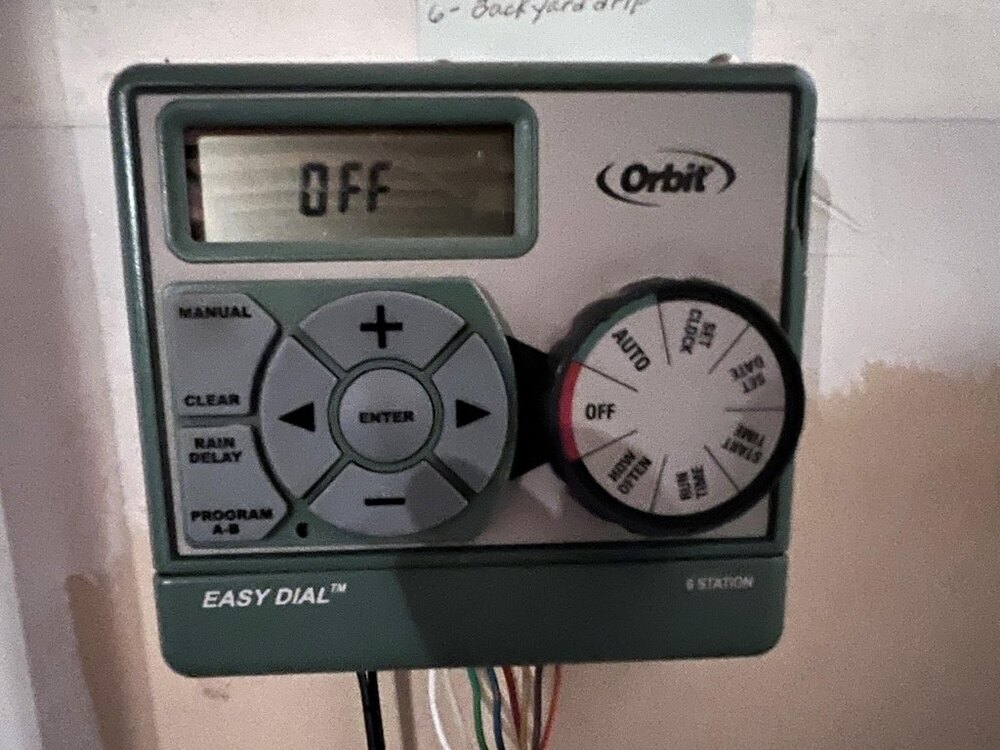 6- Backyard drip
OFF
Orbit
MANUAL
CLEAR
RAIN
DELAY
PROGRAM
A-B
+
ENTER
−
AUTO
SET
CLOCK
SET
DATE
START
TIME
RUN
TIME
HOW
OFTEN
OFF
EASY DIAL™
6 STATION